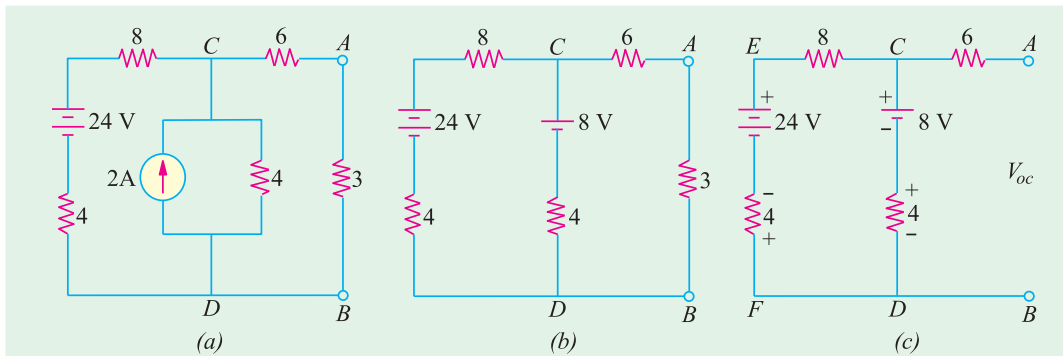 8 C 6 A
24 V
2A 4 3
4
D B
(a)
8 C 6 A
24 V 8 V
3
4 4
D B
(b)
E 8 C 6 A
+ +
24 V 8 V
−
V_oc
− +
4 4
+ −
F D B
(c)